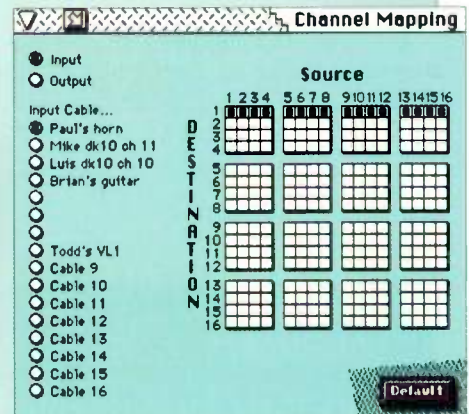 Channel Mapping
Input
Output
Input Cable...
Paul's horn
Mike dk10 ch 11
Luis dk10 ch 10
Brian's guitar
Todd's VL1
Cable 9
Cable 10
Cable 11
Cable 12
Cable 13
Cable 14
Cable 15
Cable 16
Source
1 2 3 4 5 6 7 8 9 10 11 12 13 14 15 16
DESTINATION
1
2
3
4
5
6
7
8
9
10
11
12
13
14
15
16
Default